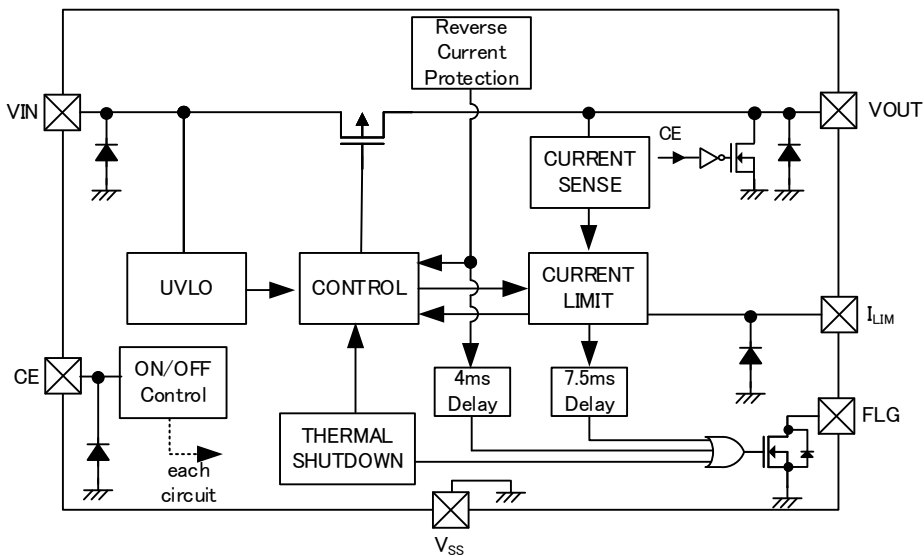 Reverse
Current
Protection
VIN
VOUT
CE
CURRENT
SENSE
UVLO
CONTROL
CURRENT
LIMIT
ILIM
CE
ON/OFF
Control
4ms
Delay
7.5ms
Delay
FLG
THERMAL
SHUTDOWN
each
circuit
VSS